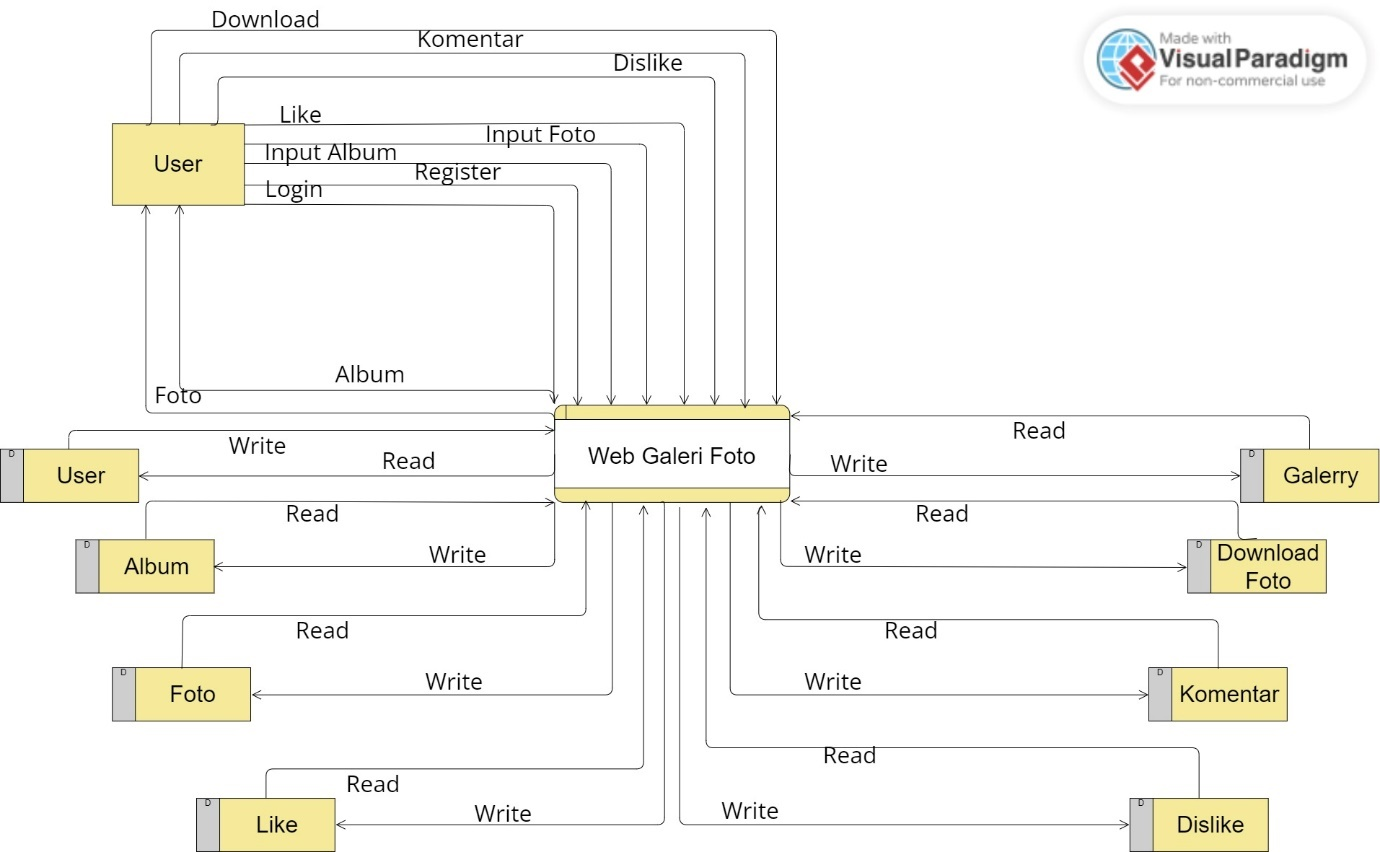 Download
Komentar
Dislike
Made with
Visual Paradigm
For non-commercial use
Like
Input Foto
User
Input Album
Register
Login
Album
Foto
Write
Read
Read
Web Galeri Foto
Write
D
User
Read
D
Galerry
Read
Write
D
Album
Write
D
Download
Foto
Read
Read
Write
D
Foto
Write
D
Komentar
Read
Read
Write
D
Like
Write
D
Dislike